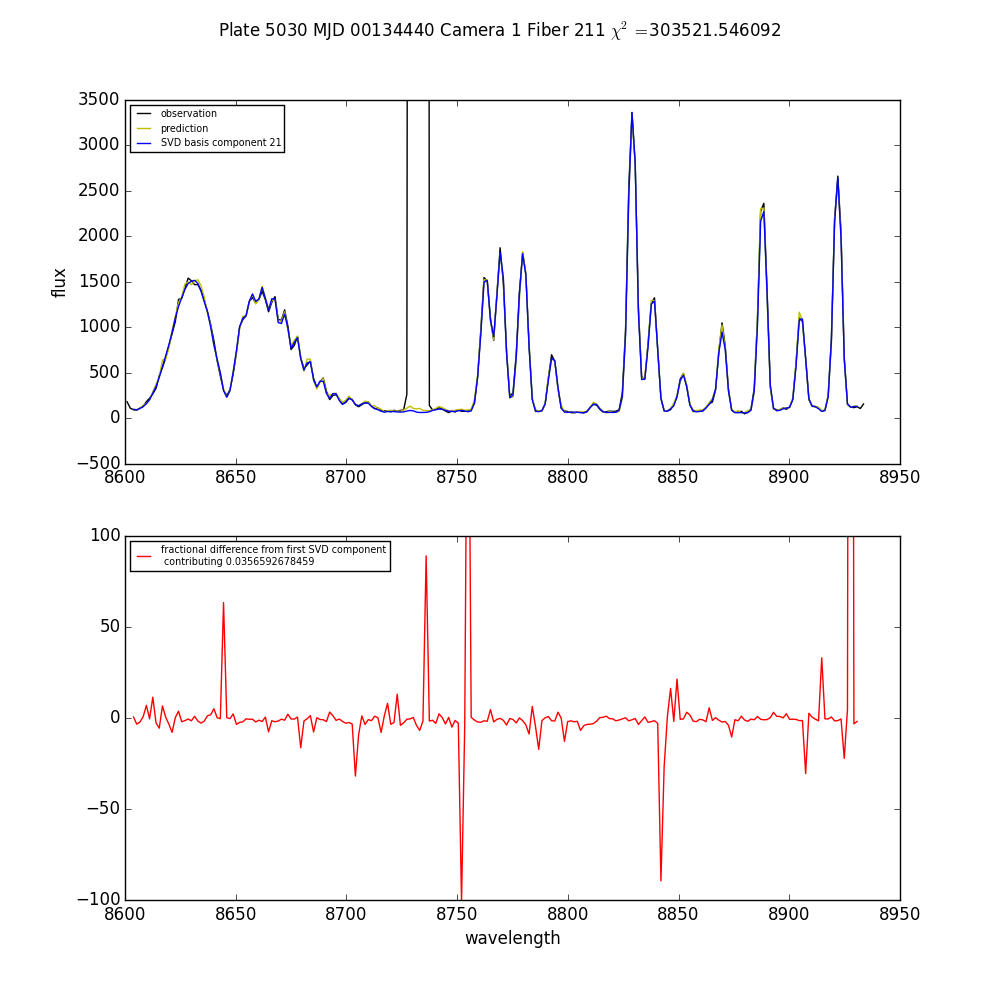 Plate 5030 MJD 00134440 Camera 1 Fiber 211 χ² =303521.546092
3500
3000
2500
2000
1500
1000
500
0
−500
flux
observation
prediction
SVD basis component 21
8600 8650 8700 8750 8800 8850 8900 8950
100
50
0
−50
−100
fractional difference from first SVD component
contributing 0.0356592678459
8600 8650 8700 8750 8800 8850 8900 8950
wavelength